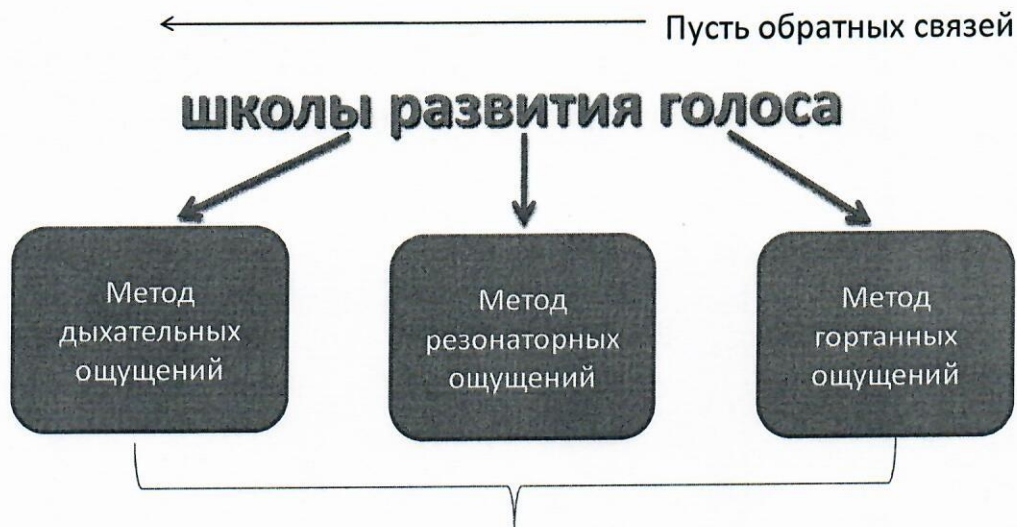 Пусть обратных связей
школы развития голоса
Метод
дыхательных
ощущений
Метод
резонаторных
ощущений
Метод
гортанных
ощущений